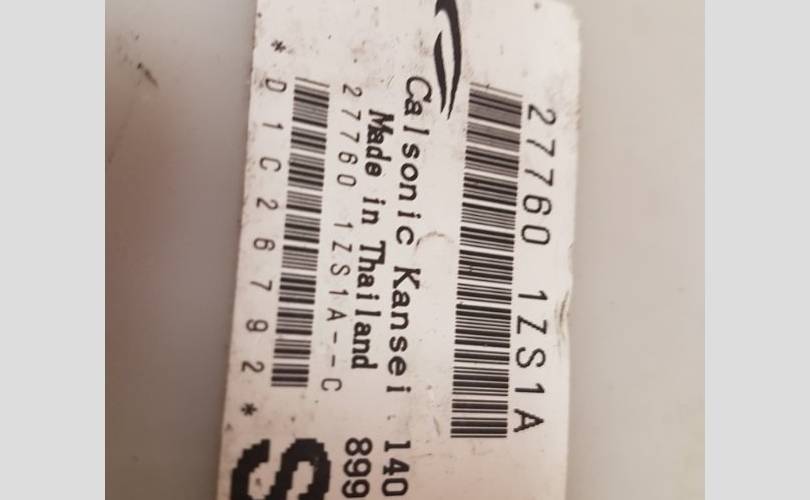 27760 1ZS1A
Calsonic Kansei 140
Made in Thailand 899
27760 1ZS1A--C
*D1C26792*
S